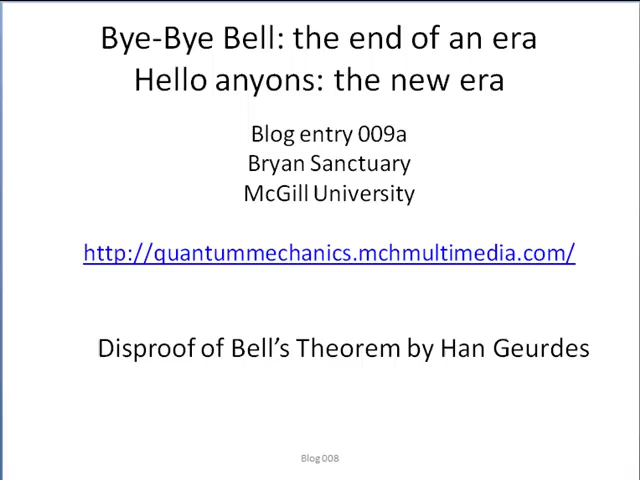 Bye-Bye Bell: the end of an era
Hello anyons: the new era
Blog entry 009a
Bryan Sanctuary
McGill University
http://quantummechanics.mchmultimedia.com/
Disproof of Bell’s Theorem by Han Geurdes
Blog 008